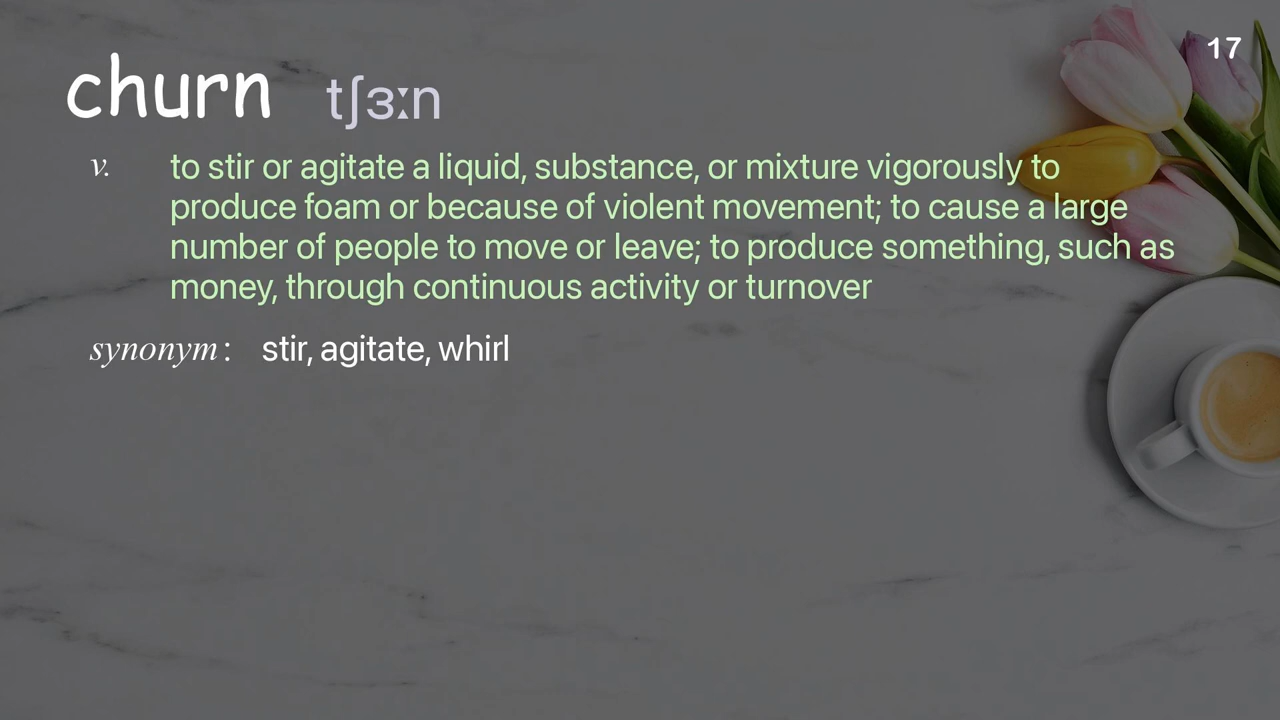 17
churn tʃɜːn
v. to stir or agitate a liquid, substance, or mixture vigorously to
produce foam or because of violent movement; to cause a large
number of people to move or leave; to produce something, such as
money, through continuous activity or turnover
synonym: stir, agitate, whirl